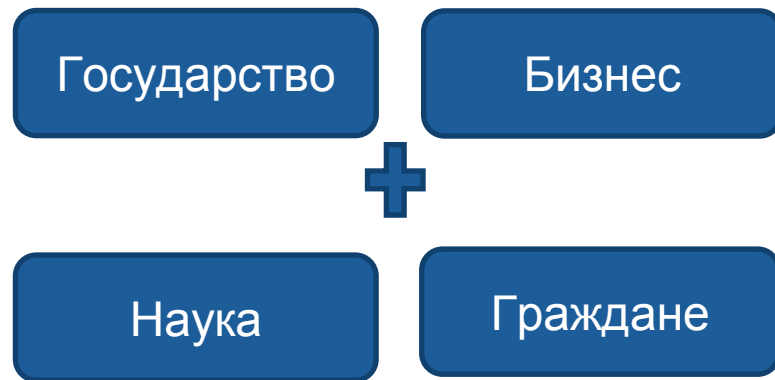 Государство
Бизнес
Наука
Граждане